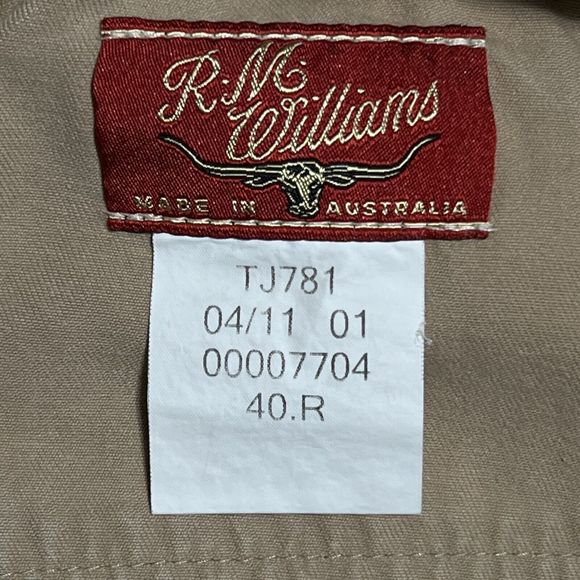 R.M.
Williams
MADE IN AUSTRALIA
TJ781
04/11 01
00007704
40.R